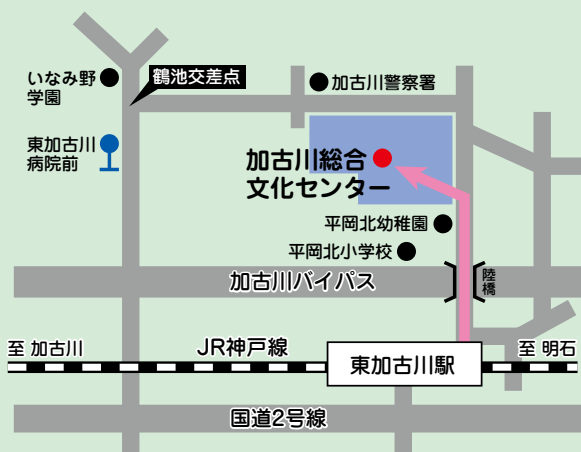 いなみ野
学園
鶴池交差点
加古川警察署
東加古川
病院前
加古川総合
文化センター
平岡北幼稚園
平岡北小学校
加古川バイパス
陸橋
至 加古川
JR神戸線
東加古川駅
至 明石
国道2号線